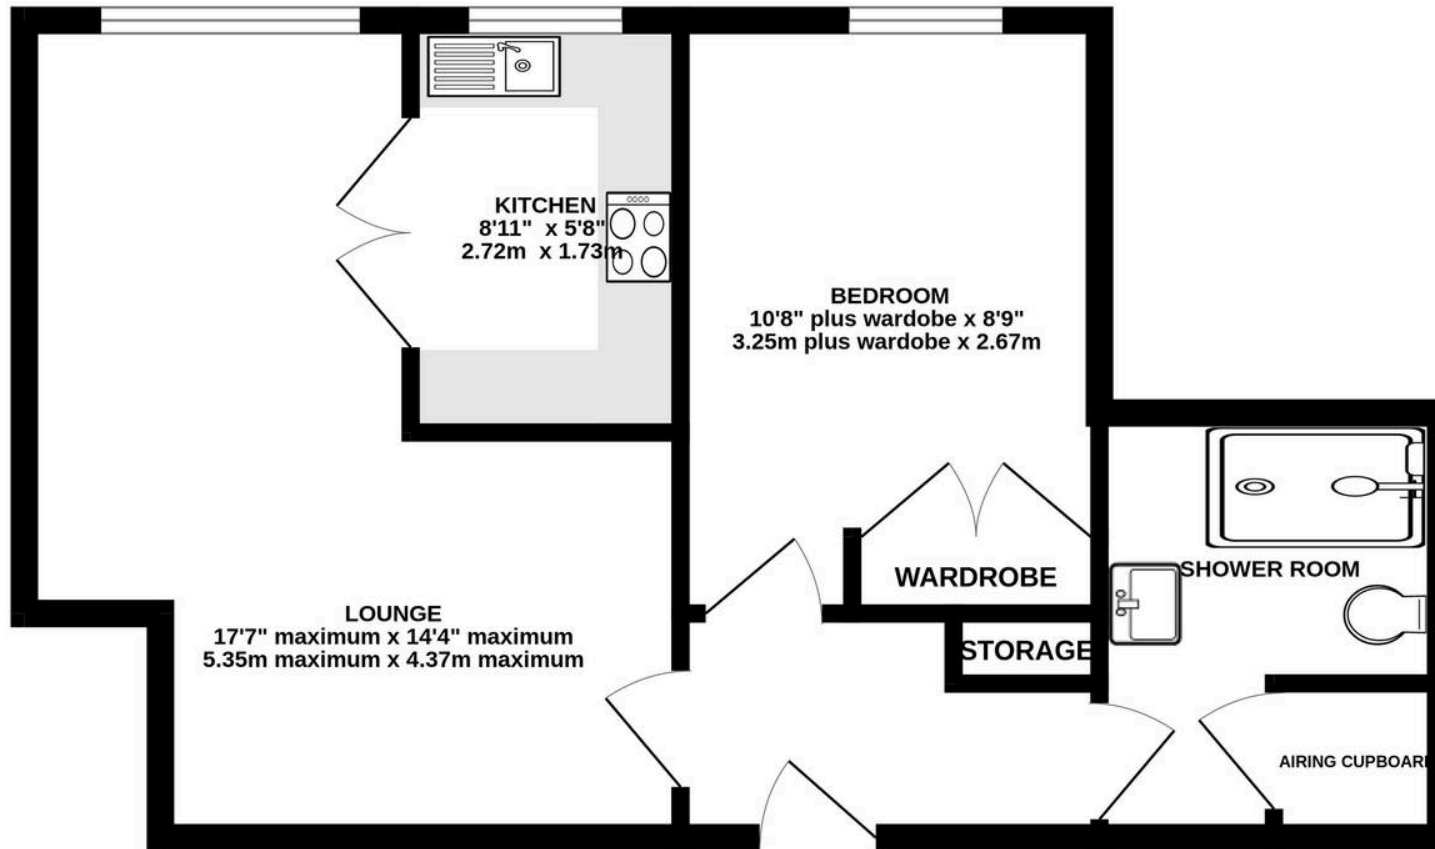 KITCHEN
8'11" x 5'8"
2.72m x 1.73m
BEDROOM
10'8" plus wardobe x 8'9"
3.25m plus wardobe x 2.67m
WARDROBE
SHOWER ROOM
LOUNGE
17'7" maximum x 14'4" maximum
5.35m maximum x 4.37m maximum
STORAGE
AIRING CUPBOARD